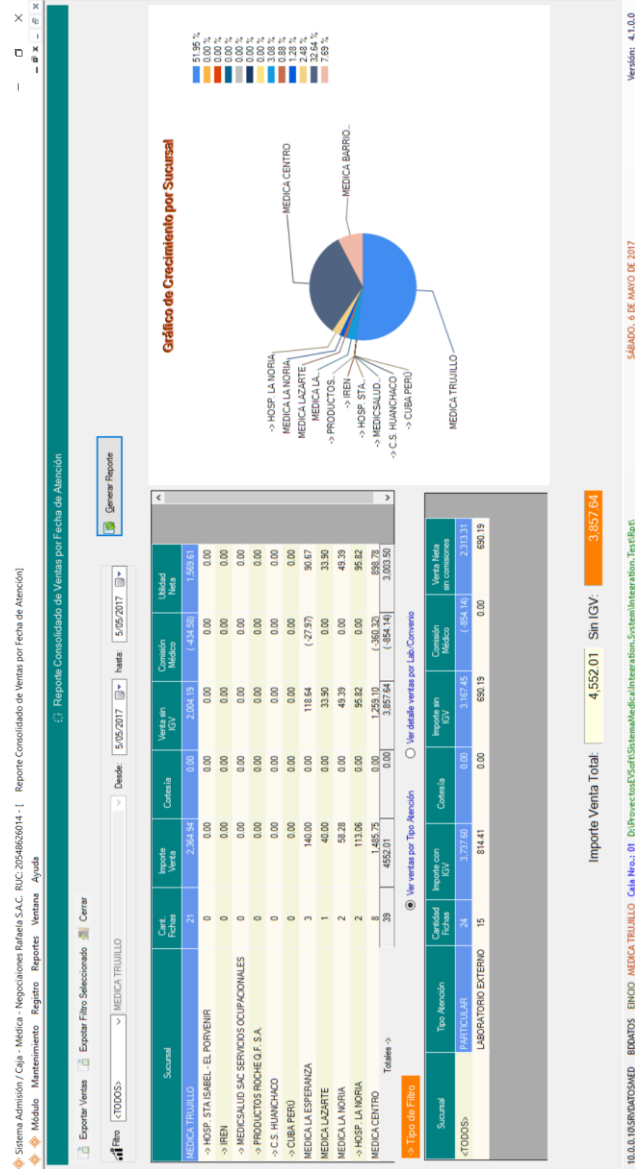 Sistema Admisión / Caja - Médica - Negociaciones Rafaela S.A.C. RUC: 20548626014 - [ Reporte Consolidado de Ventas por Fecha de Atención]
Módulo Mantenimiento Registro Reportes Ventana Ayuda
.:: Reporte Consolidado de Ventas por Fecha de Atención
Exportar Ventas Expotar Filtro Seleccionado Cerrar
Filtro <TODOS> MEDICA TRUJILLO Desde: 5/05/2017 hasta: 5/05/2017 Generar Reporte
Sucursal Cant. Fichas Importe Venta Cortesía Venta sin IGV Comisión Médico Utilidad Neta
MEDICA TRUJILLO 21 2,364.94 0.00 2,004.19 (-434.58) 1,569.61
-> HOSP. STA ISABEL - EL PORVENIR 0 0.00 0.00 0.00 0.00 0.00
-> IREN 0 0.00 0.00 0.00 0.00 0.00
-> MEDICSALUD SAC SERVICIOS OCUPACIONALES 0 0.00 0.00 0.00 0.00 0.00
-> PRODUCTOS ROCHE Q.F. S.A. 0 0.00 0.00 0.00 0.00 0.00
-> C.S. HUANCHACO 0 0.00 0.00 0.00 0.00 0.00
-> CUBA PERÚ 0 0.00 0.00 0.00 0.00 0.00
MEDICA LA ESPERANZA 3 140.00 0.00 118.64 (-27.97) 90.67
MEDICA LAZARTE 1 40.00 0.00 33.90 0.00 33.90
MEDICA LA NORIA 2 58.28 0.00 49.39 0.00 49.39
-> HOSP. LA NORIA 2 113.06 0.00 95.82 0.00 95.82
MEDICA CENTRO 8 1,485.75 0.00 1,259.10 (-360.32) 898.78
Totales -> 39 4552.01 0.00 3,857.64 (-854.14) 3,003.50
-> Tipo de Filtro Ver ventas por Tipo Atención Ver detalle ventas por Lab/Convenio
Sucursal Tipo Atención Cantidad Fichas Importe con IGV Cortesía Importe sin IGV Comisión Médico Venta Neta sin comisiones
<TODOS> PARTICULAR 24 3,737.60 0.00 3,167.45 (-854.14) 2,313.31
LABORATORIO EXTERNO 15 814.41 0.00 690.19 0.00 690.19
Gráfico de Crecimiento por Sucursal
-> HOSP. LA NORIA
MEDICA LA NORIA
MEDICA LAZARTE
MEDICA LA..
-> PRODUCTOS..
-> IREN
-> HOSP. STA..
-> MEDICSALUD..
-> C.S. HUANCHACO
-> CUBA PERÚ
MEDICA TRUJILLO
MEDICA CENTRO
MEDICA BARRIO..
51.95 %
0.00 %
0.00 %
0.00 %
0.00 %
0.00 %
0.00 %
3.08 %
0.88 %
1.28 %
2.48 %
32.64 %
7.69 %
Importe Venta Total: 4,552.01 Sin IGV: 3,857.64
10.0.0.10\SRVDATOSMED BDDATOS ENCIO MEDICA TRUJILLO Caja Nro.: 01 D:\ProyectosEVSoft\SistemaMedica\Integration.System\Integration.Test\Rpt\ SÁBADO, 6 DE MAYO DE 2017 Versión: 4.1.0.0